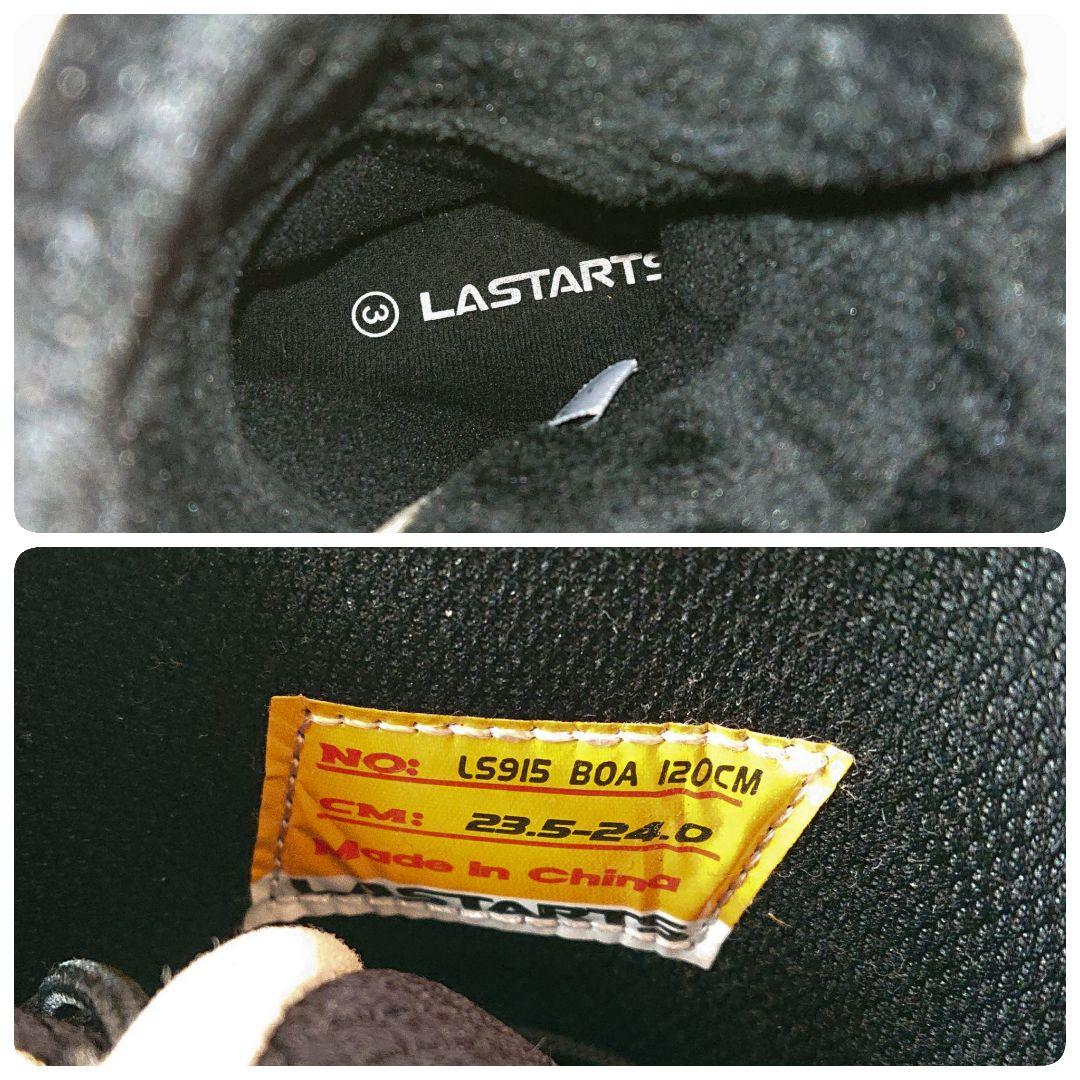 ③ LASTARTS
NO: LS915 BOA 120CM
CM: 23.5-24.0
Made In China
LASTARTS